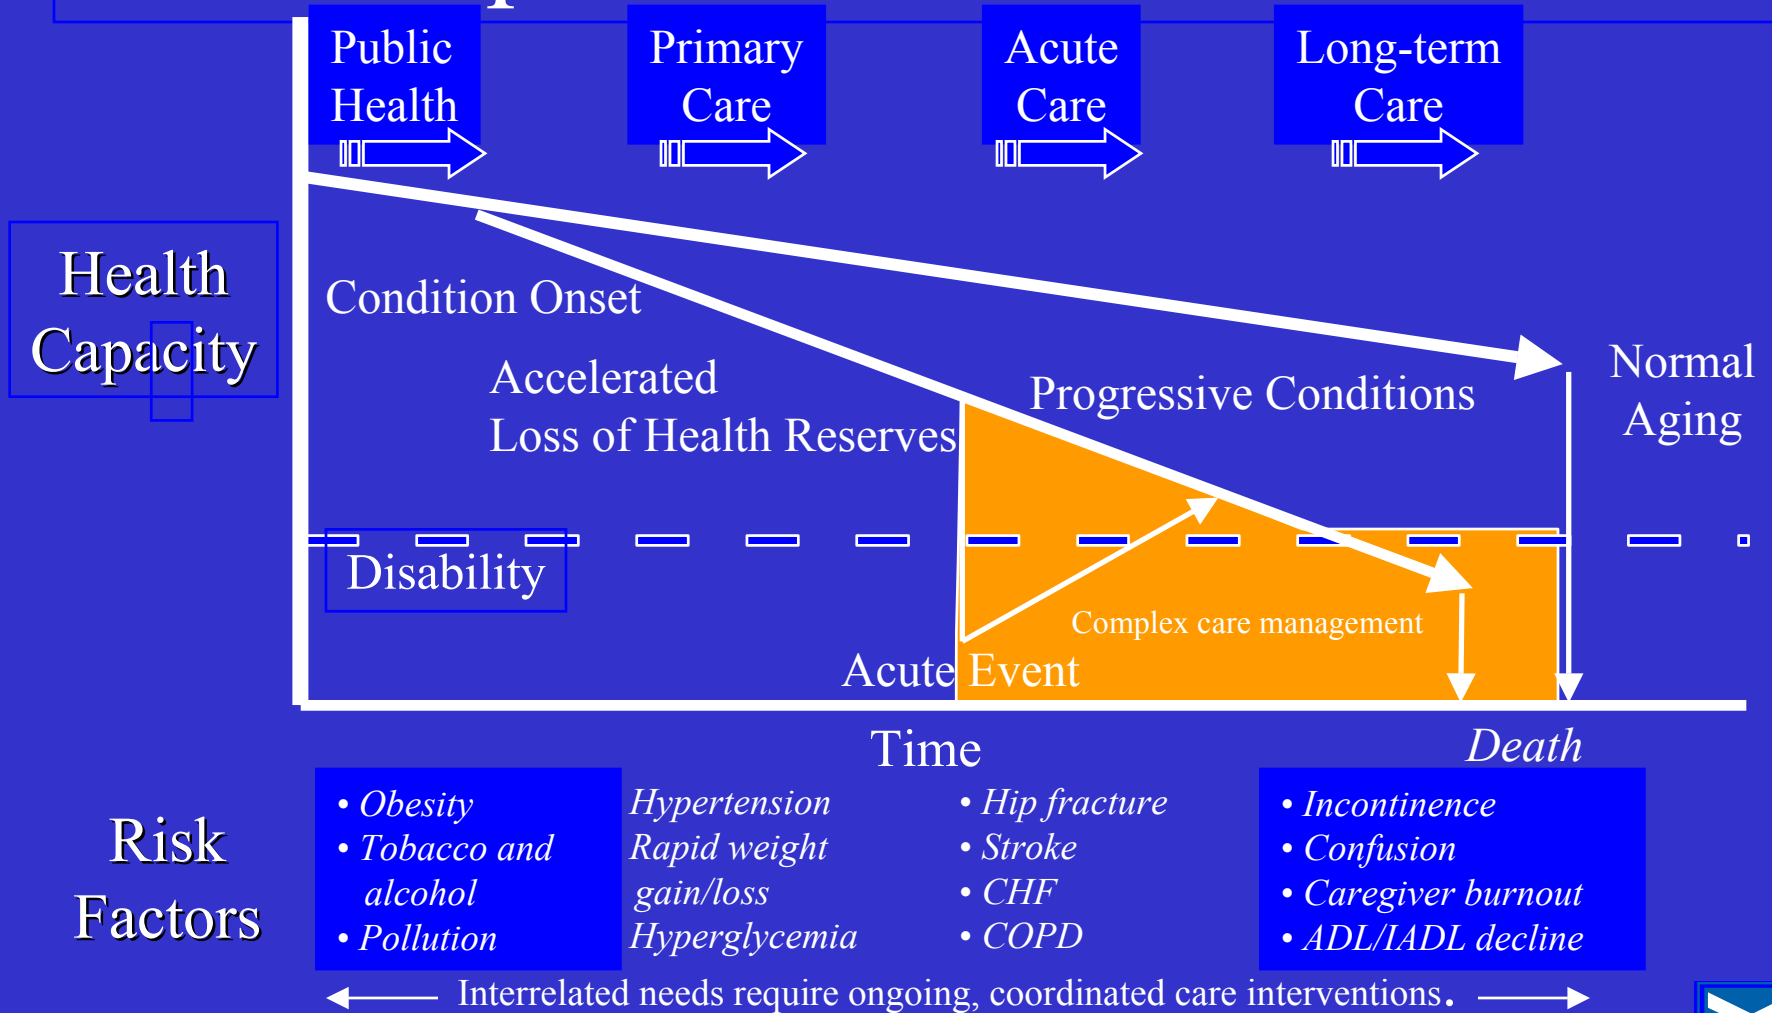 Public
Health
Primary
Care
Acute
Care
Long-term
Care
Health
Capacity
Condition Onset
Accelerated
Loss of Health Reserves
Progressive Conditions
Normal
Aging
Disability
Complex care management
Acute Event
Time
Death
Risk
Factors
• Obesity
• Tobacco and
alcohol
• Pollution
Hypertension
Rapid weight
gain/loss
Hyperglycemia
• Hip fracture
• Stroke
• CHF
• COPD
• Incontinence
• Confusion
• Caregiver burnout
• ADL/IADL decline
Interrelated needs require ongoing, coordinated care interventions.